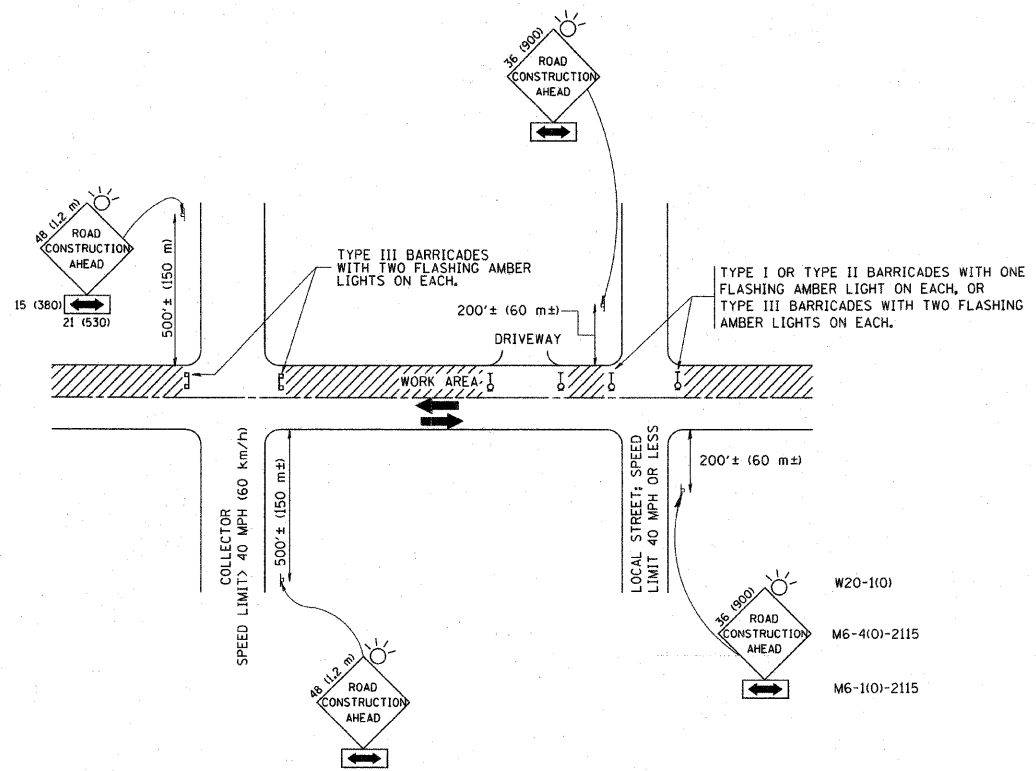 36 (900)
ROAD
CONSTRUCTION
AHEAD
48 (1.2 m)
ROAD
CONSTRUCTION
AHEAD
15 (380)
21 (530)
500'± (150 m)
TYPE III BARRICADES
WITH TWO FLASHING AMBER
LIGHTS ON EACH.
200'± (60 m±)
DRIVEWAY
TYPE I OR TYPE II BARRICADES WITH ONE
FLASHING AMBER LIGHT ON EACH, OR
TYPE III BARRICADES WITH TWO FLASHING
AMBER LIGHTS ON EACH.
WORK AREA
COLLECTOR
SPEED LIMIT> 40 MPH (60 km/h)
500'± (150 m±)
LOCAL STREET; SPEED
LIMIT 40 MPH OR LESS
200'± (60 m±)
48 (1.2 m)
ROAD
CONSTRUCTION
AHEAD
36 (900)
ROAD
CONSTRUCTION
AHEAD
W20-1(O)
M6-4(O)-2115
M6-1(O)-2115